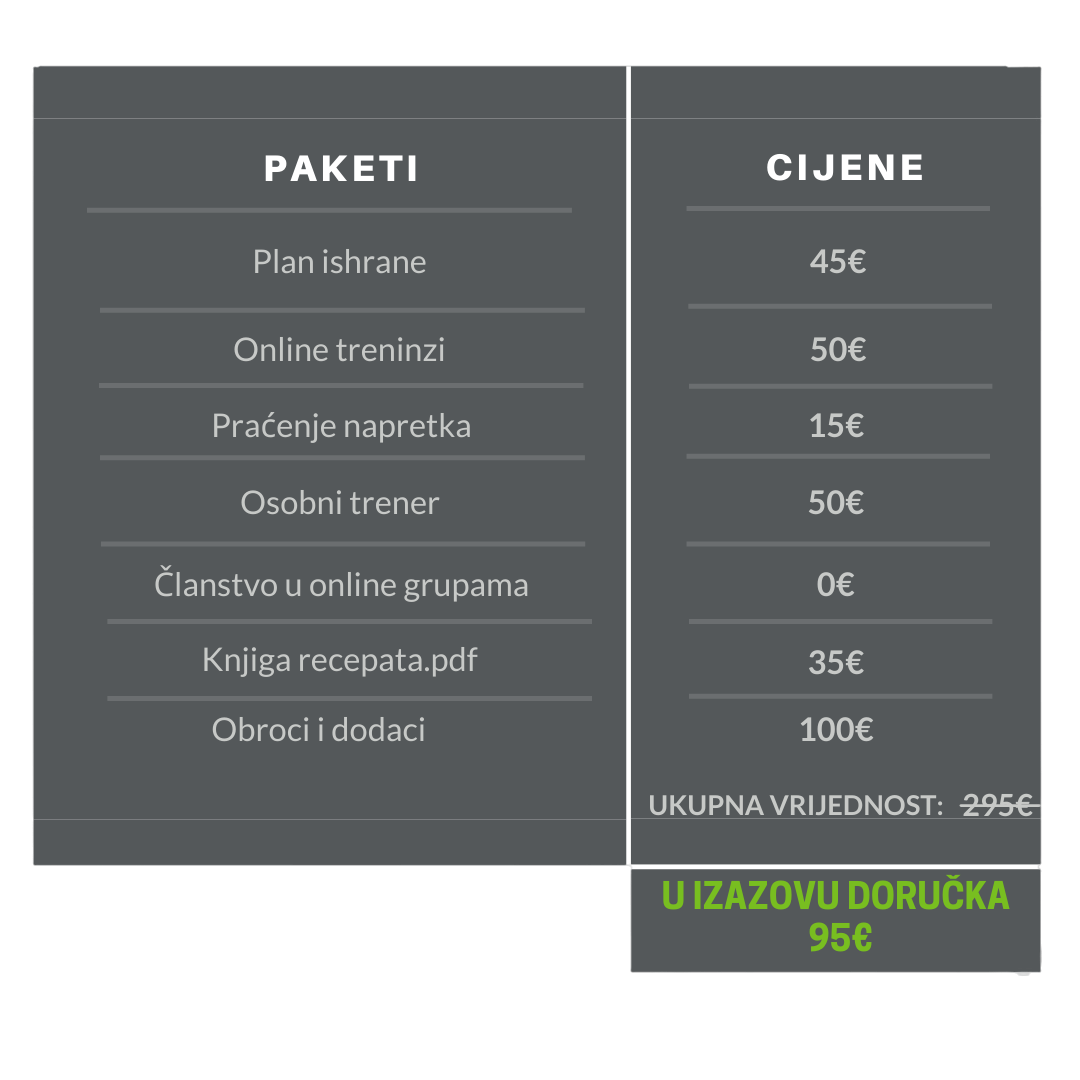 PAKETI CIJENE
Plan ishrane 45€
Online treninzi 50€
Praćenje napretka 15€
Osobni trener 50€
Članstvo u online grupama 0€
Knjiga recepata.pdf 35€
Obroci i dodaci 100€
UKUPNA VRIJEDNOST: 295€
U IZAZOVU DORUČKA
95€